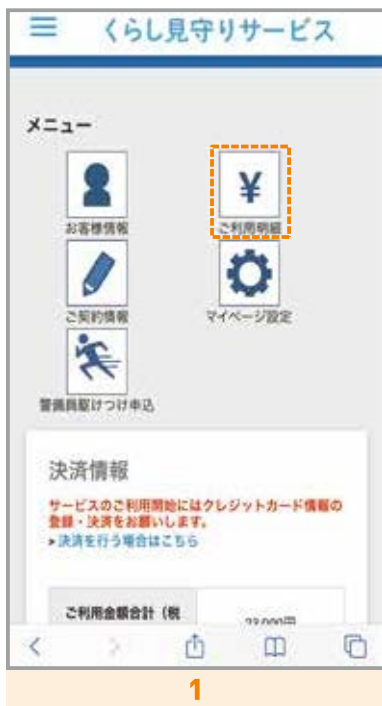 くらし見守りサービス
メニュー
お客様情報
ご利用明細
ご契約情報
マイページ設定
警備員駆けつけ申込
決済情報
サービスのご利用開始にはクレジットカード情報の
登録・決済をお願いします。
▸決済を行う場合はこちら
ご利用金額合計（税
23,000円
1